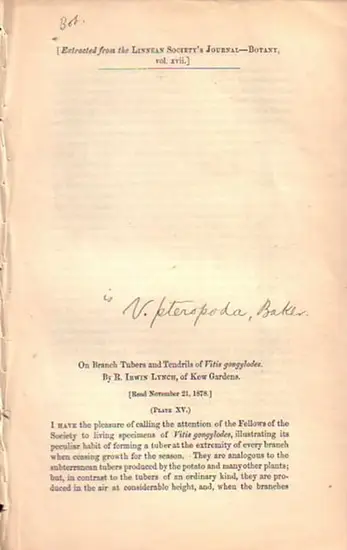 Bot.
[Extracted from the LINNEAN SOCIETY'S JOURNAL—BOTANY,
vol. xvii.]
is V. pteropoda, Baker.
On Branch Tubers and Tendrils of Vitis gongylodes.
By R. IRWIN LYNCH, of Kew Gardens.
[Read November 21, 1878.]
(PLATE XV.)
I HAVE the pleasure of calling the attention of the Fellows of the
Society to living specimens of Vitis gongylodes, illustrating its
peculiar habit of forming a tuber at the extremity of every branch
when ceasing growth for the season. They are analogous to the
subterranean tubers produced by the potato and many other plants;
but, in contrast to the tubers of an ordinary kind, they are pro-
duced in the air at considerable height, and, when the branches